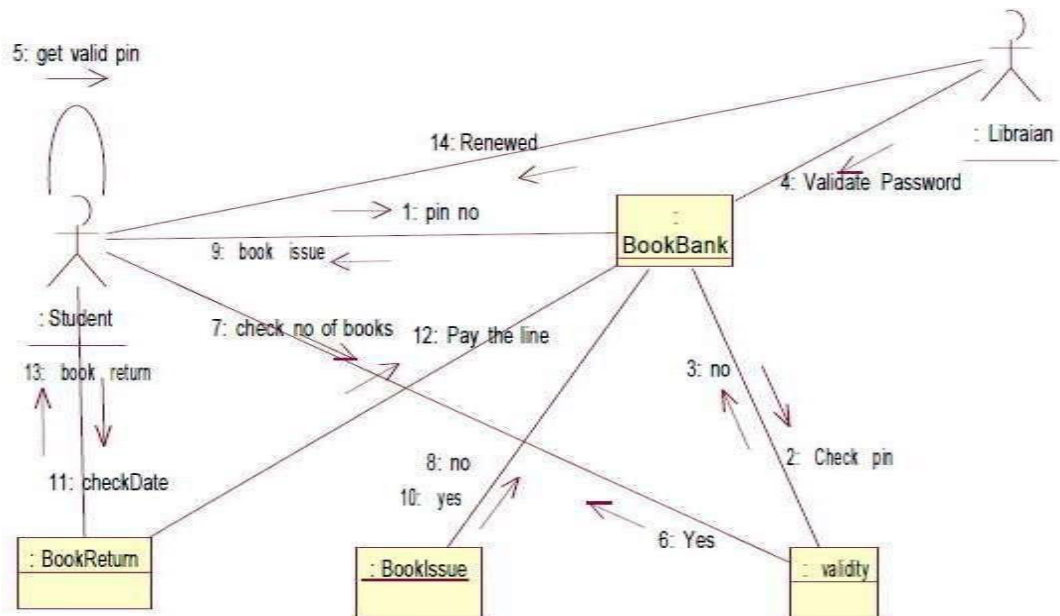 5: get valid pin
: Libraian
14: Renewed
4: Validate Password
1: pin no
:
BookBank
9: book issue
: Student
7: check no of books
12: Pay the line
13: book return
3: no
2: Check pin
8: no
11: checkDate
10: yes
6: Yes
: BookReturn
: BookIssue
: validity